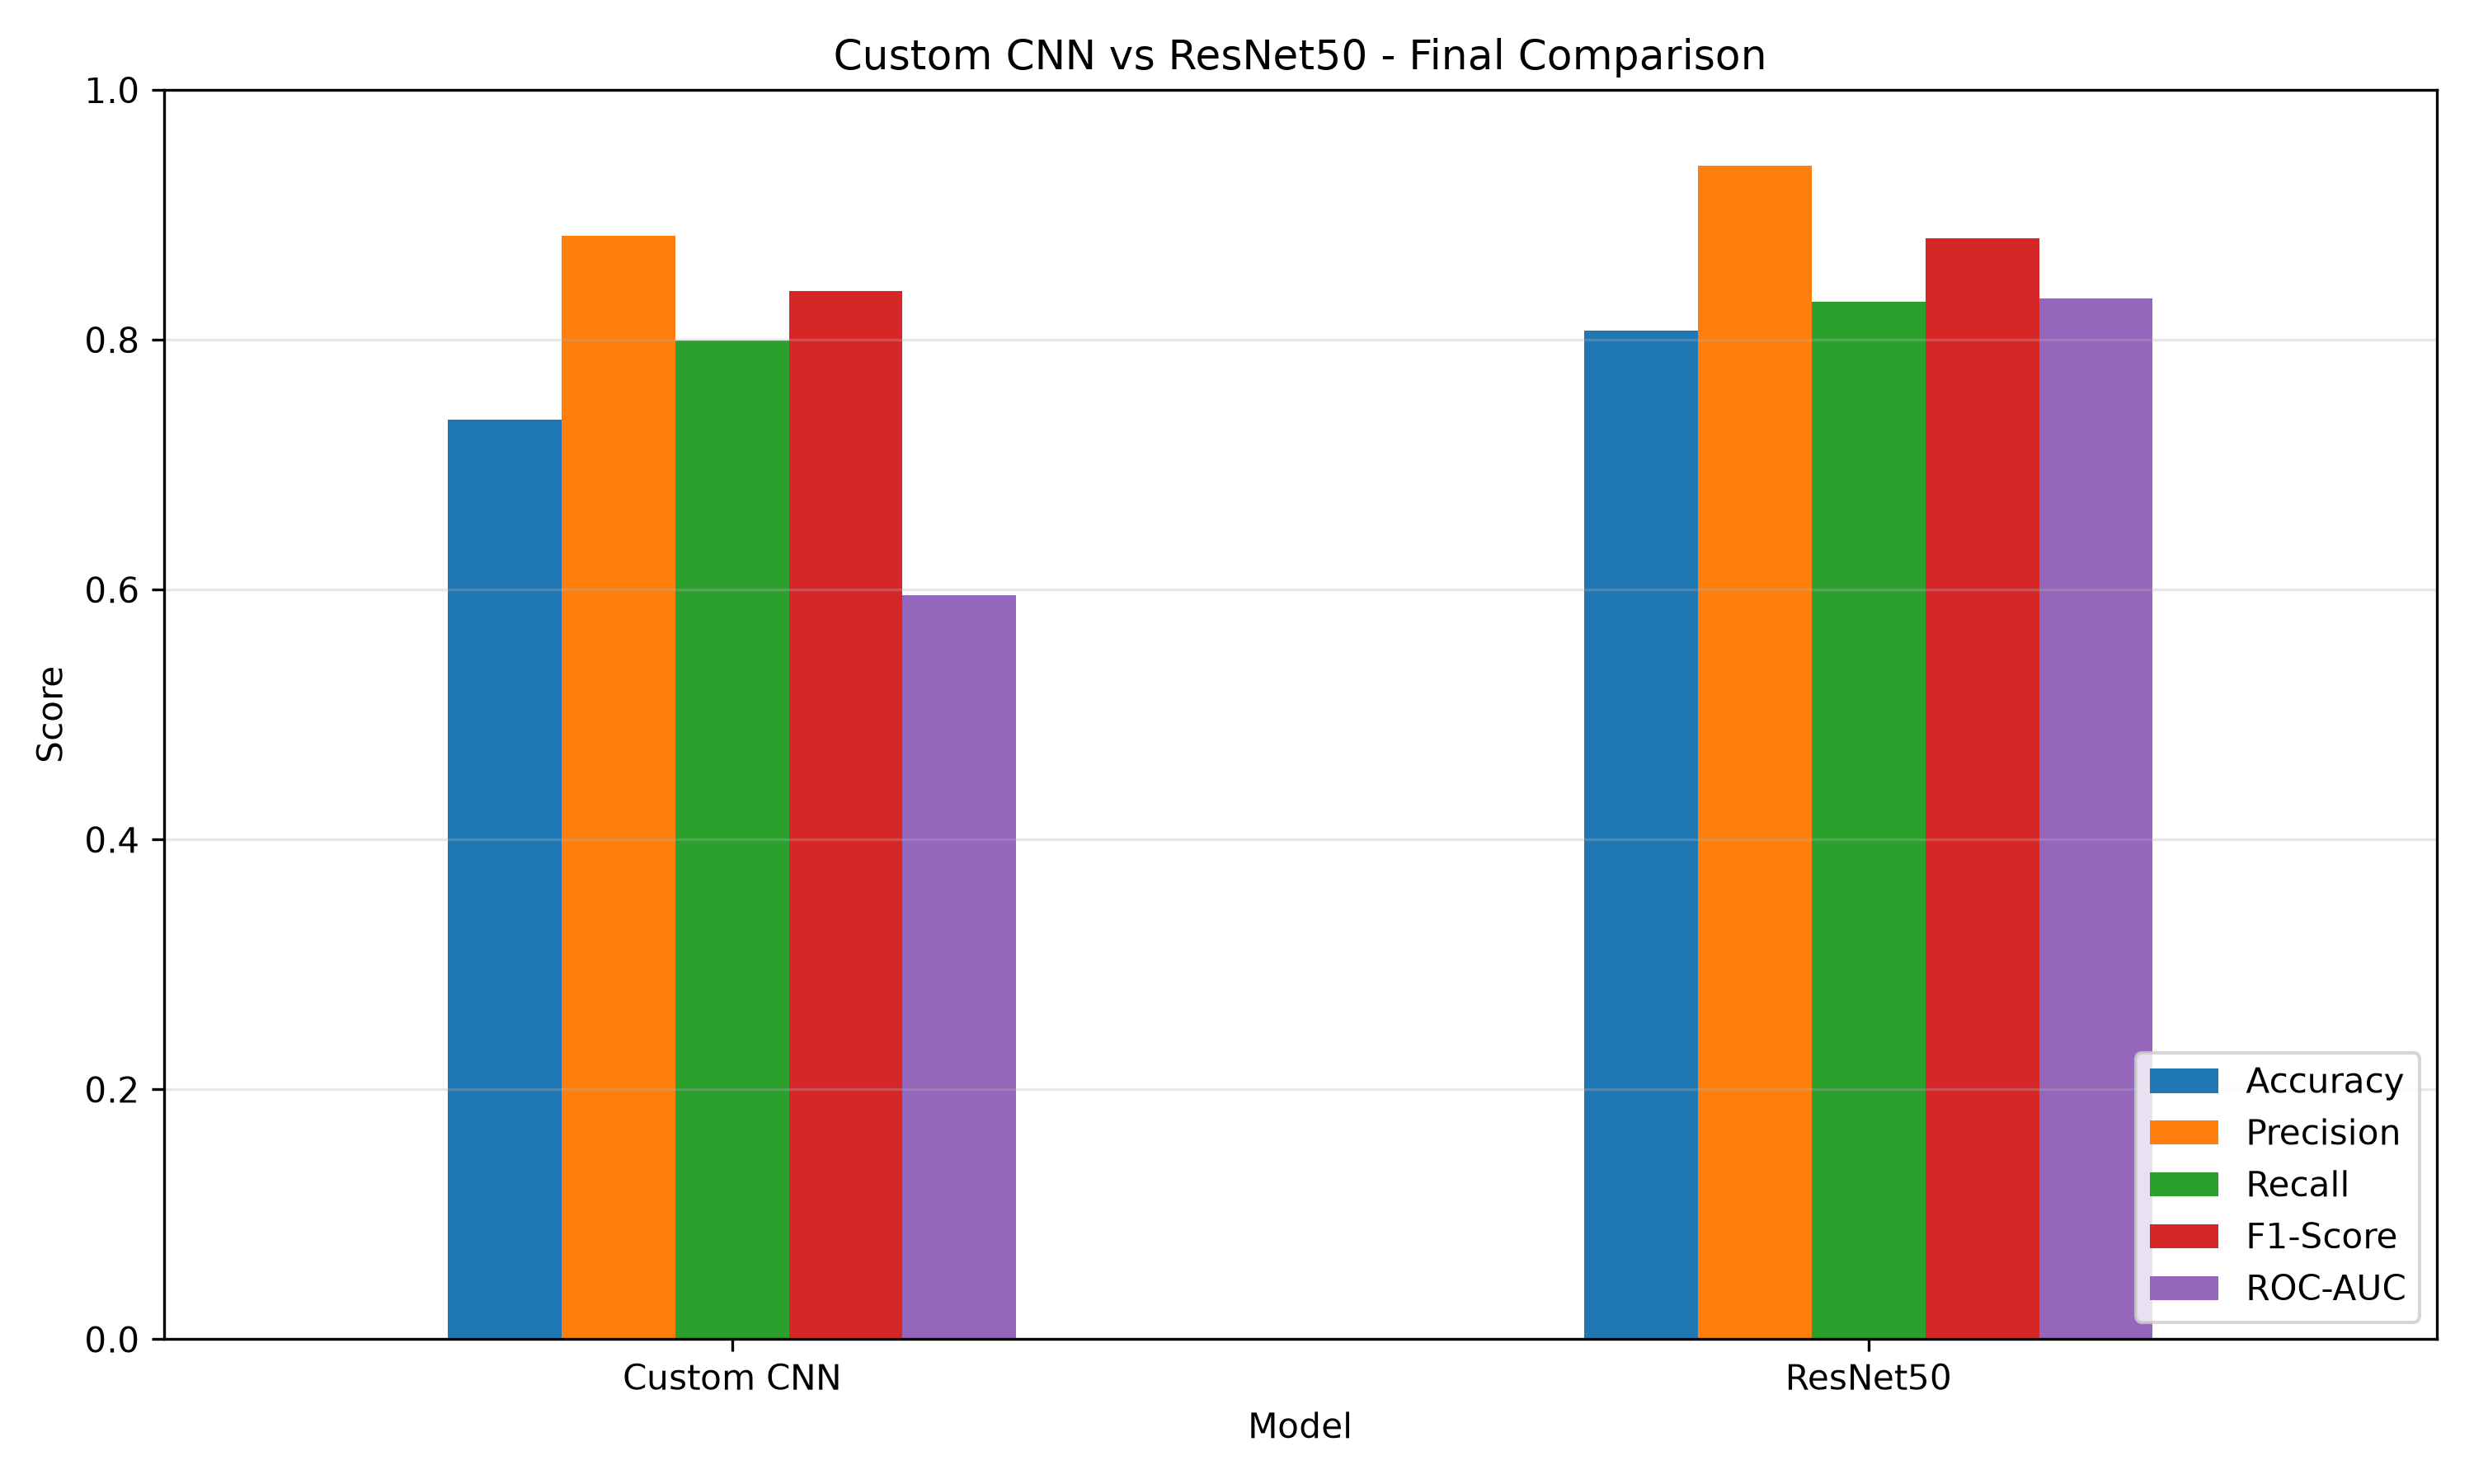 Custom CNN vs ResNet50 - Final Comparison
1.0
0.8
0.6
0.4
0.2
0.0
Score
Custom CNN
ResNet50
Model
Accuracy
Precision
Recall
F1-Score
ROC-AUC